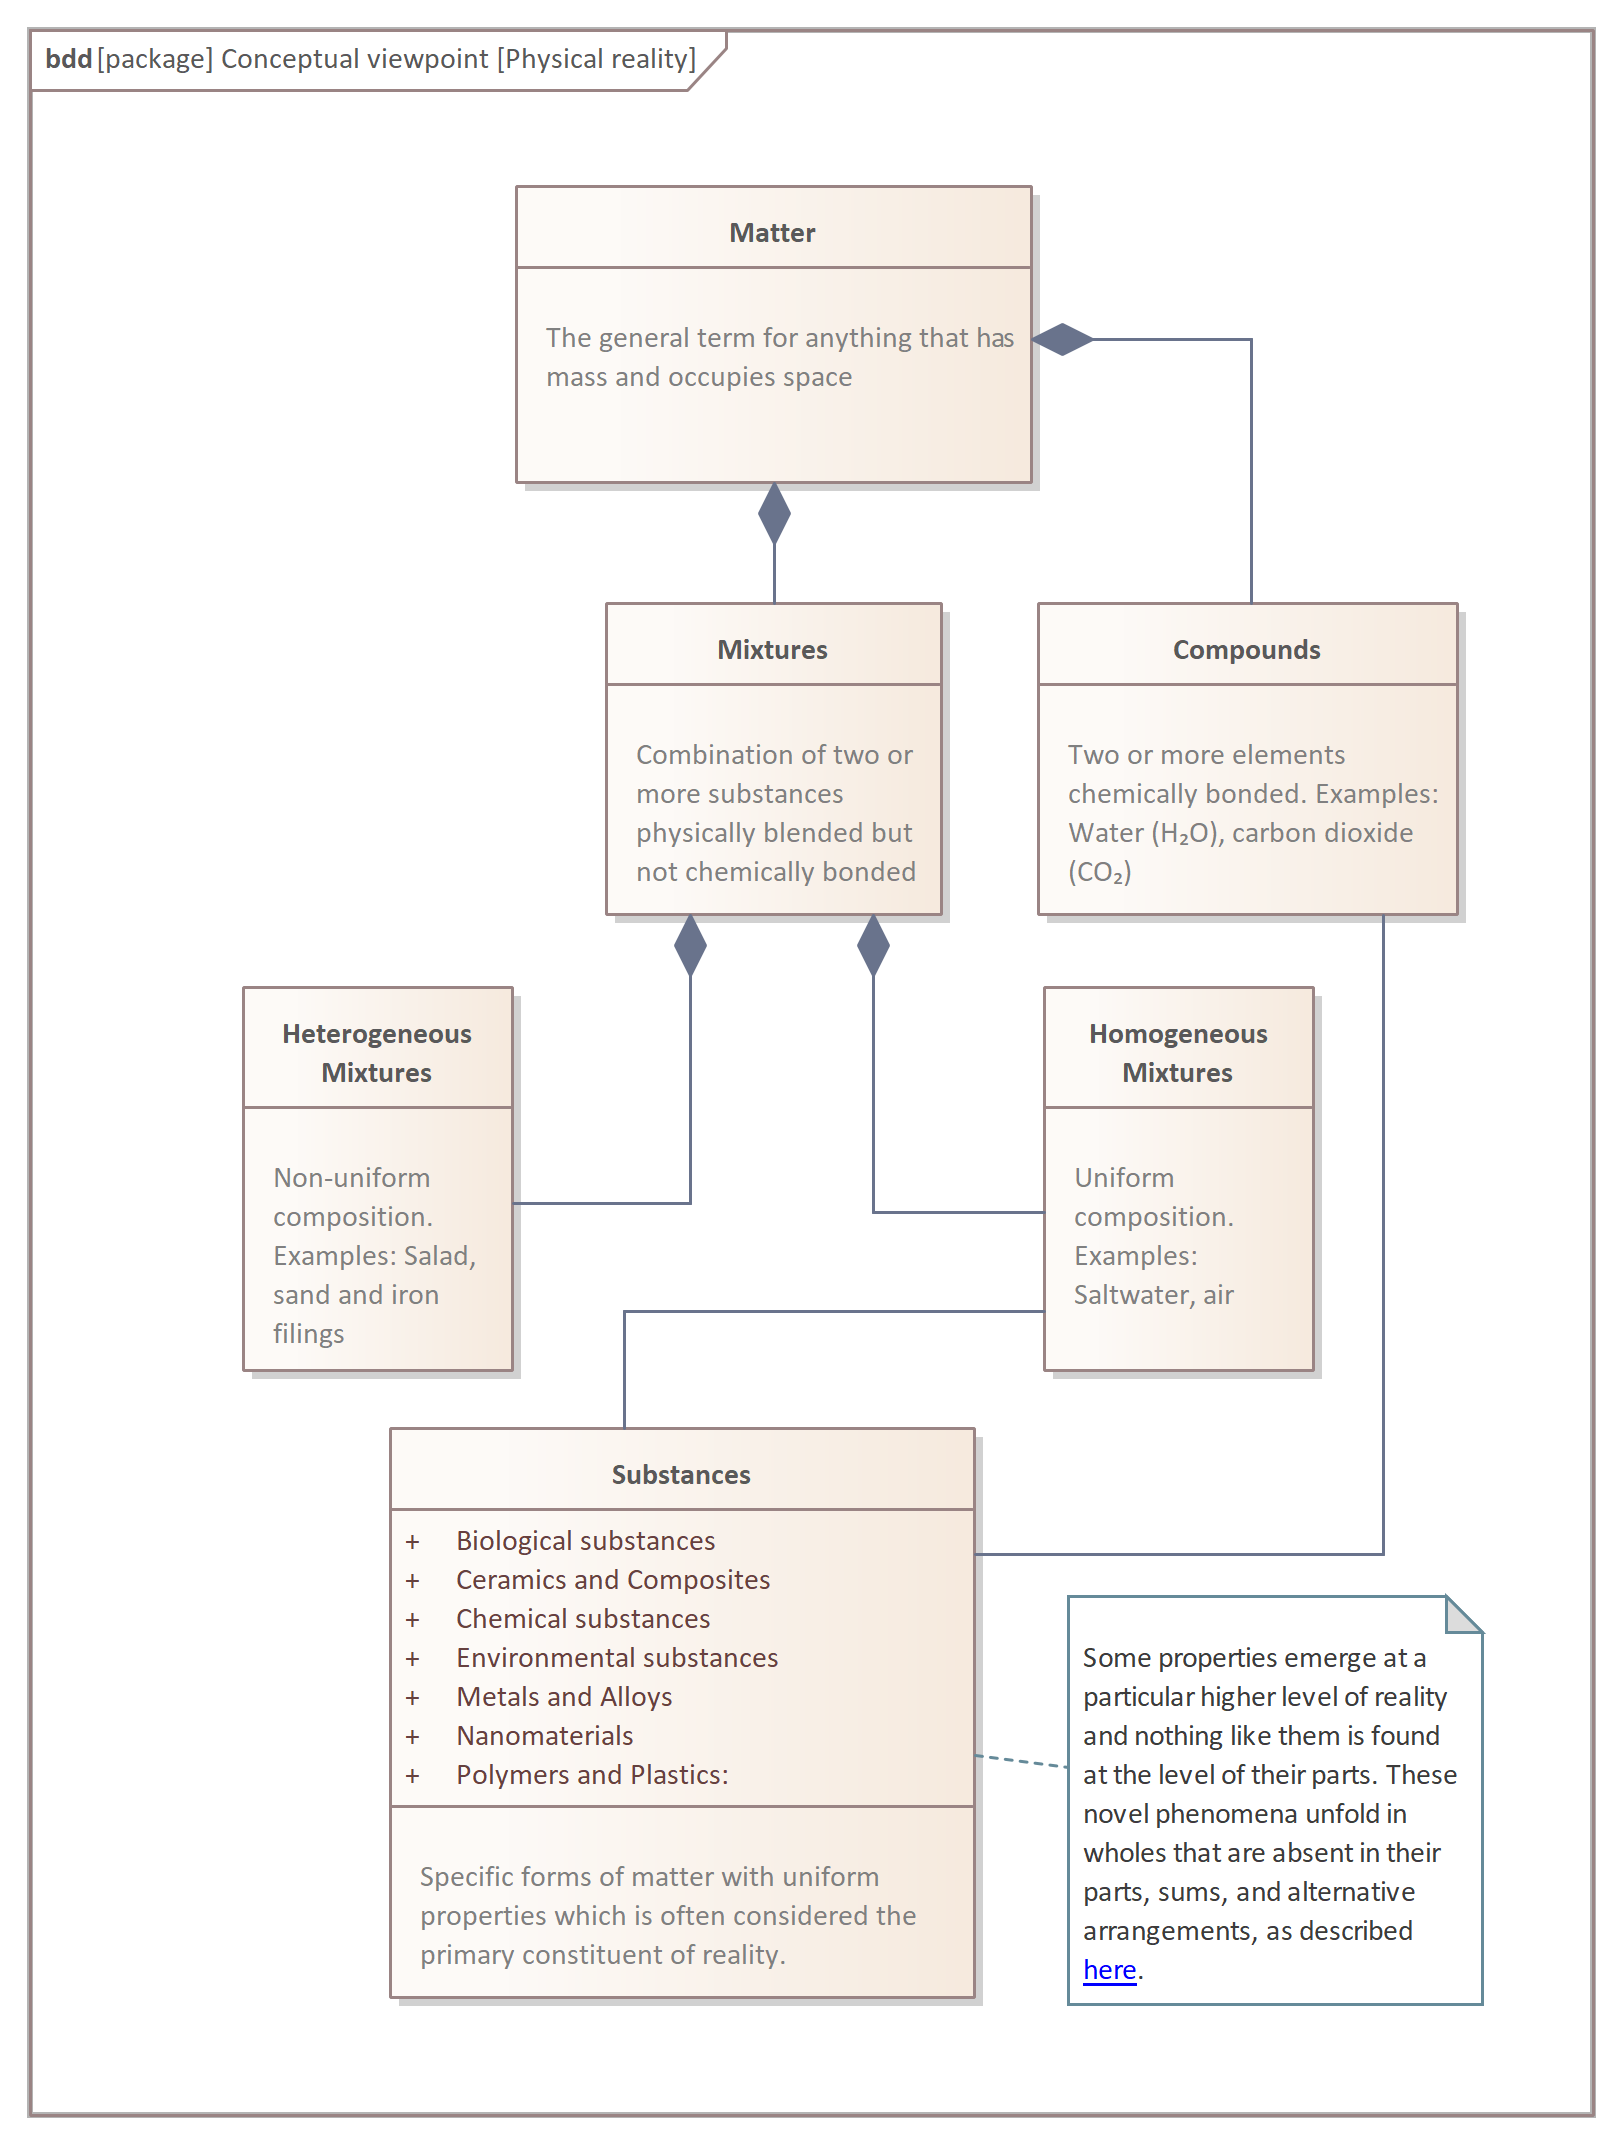 bdd [package] Conceptual viewpoint [Physical reality]
Matter
The general term for anything that has
mass and occupies space
Mixtures
Combination of two or
more substances
physically blended but
not chemically bonded
Compounds
Two or more elements
chemically bonded. Examples:
Water (H₂O), carbon dioxide
(CO₂)
Heterogeneous
Mixtures
Non-uniform
composition.
Examples: Salad,
sand and iron
filings
Homogeneous
Mixtures
Uniform
composition.
Examples:
Saltwater, air
Substances
+ Biological substances
+ Ceramics and Composites
+ Chemical substances
+ Environmental substances
+ Metals and Alloys
+ Nanomaterials
+ Polymers and Plastics:
Specific forms of matter with uniform
properties which is often considered the
primary constituent of reality.
Some properties emerge at a
particular higher level of reality
and nothing like them is found
at the level of their parts. These
novel phenomena unfold in
wholes that are absent in their
parts, sums, and alternative
arrangements, as described
here.